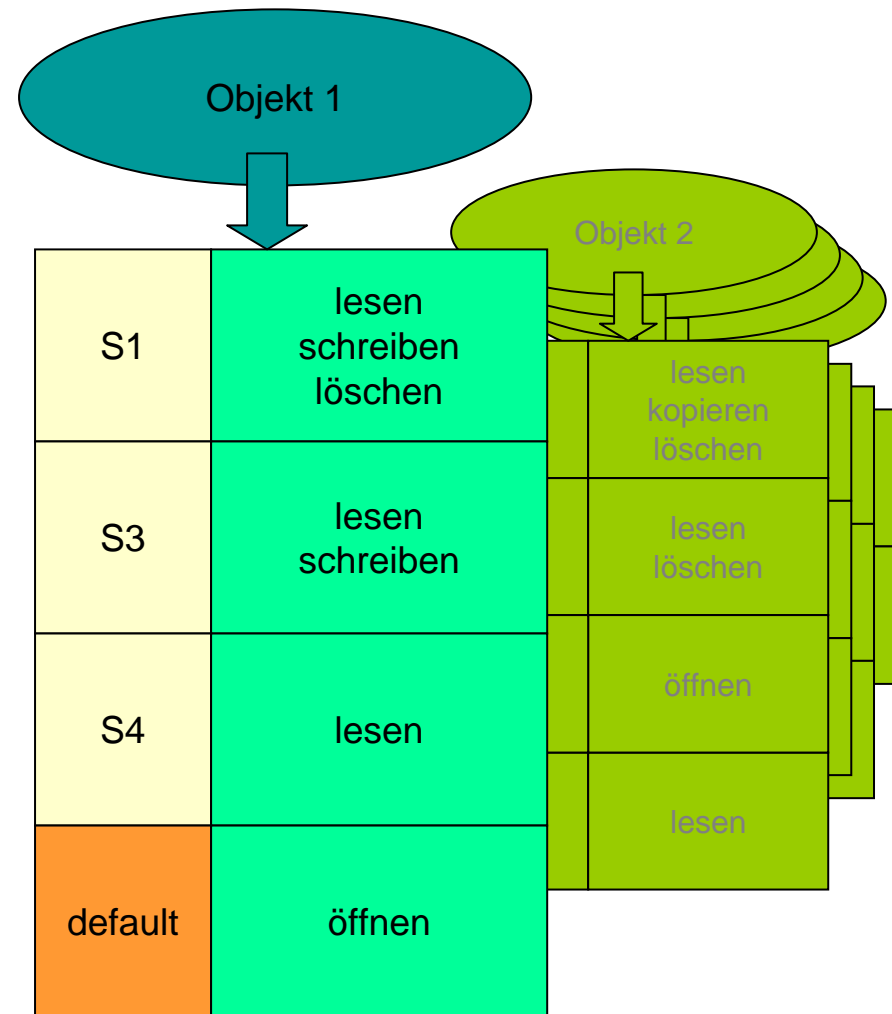 Objekt 1
S1
lesen
schreiben
löschen
S3
lesen
schreiben
S4
lesen
default
öffnen
Objekt 2
lesen
kopieren
löschen
lesen
löschen
öffnen
lesen